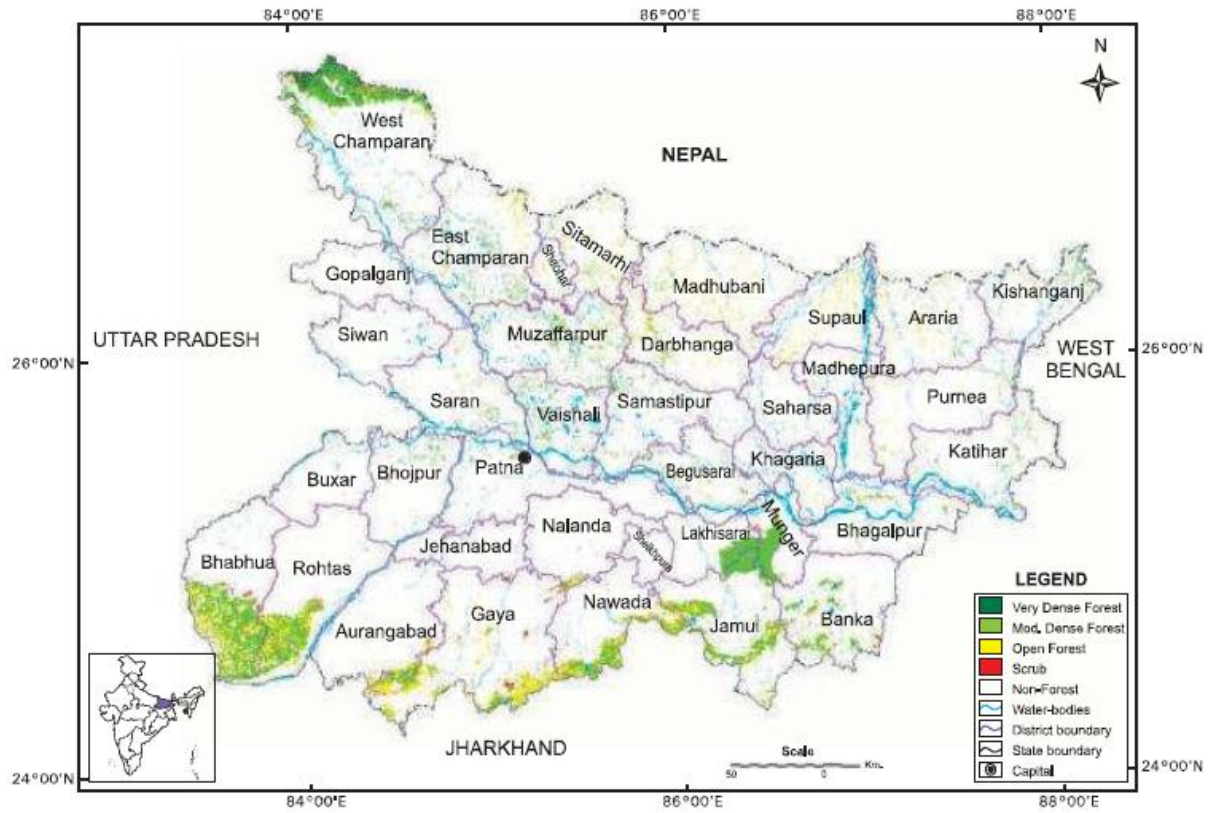 84°00'E 86°00'E 88°00'E
N
West
Champaran
NEPAL
East
Champaran
Sheohar
Sitamarhi
Gopalganj
Madhubani
Kishanganj
Supaul
Araria
UTTAR PRADESH
Siwan
Muzaffarpur
Darbhanga
26°00'N
26°00'N
WEST
BENGAL
Madhepura
Saran
Vaishali
Samastipur
Saharsa
Purnea
Katihar
Buxar
Bhojpur
Patna
Begusarai
Khagaria
Nalanda
Lakhisarai
Munger
Bhagalpur
Jehanabad
Sheikhpura
Bhabhua
Rohtas
Aurangabad
Gaya
Nawada
Jamui
Banka
LEGEND
Very Dense Forest
Mod. Dense Forest
Open Forest
Scrub
Non-Forest
Water-bodies
District boundary
State boundary
Capital
JHARKHAND
Scale
50 0 Km.
24°00'N
24°00'N
84°00'E 86°00'E 88°00'E